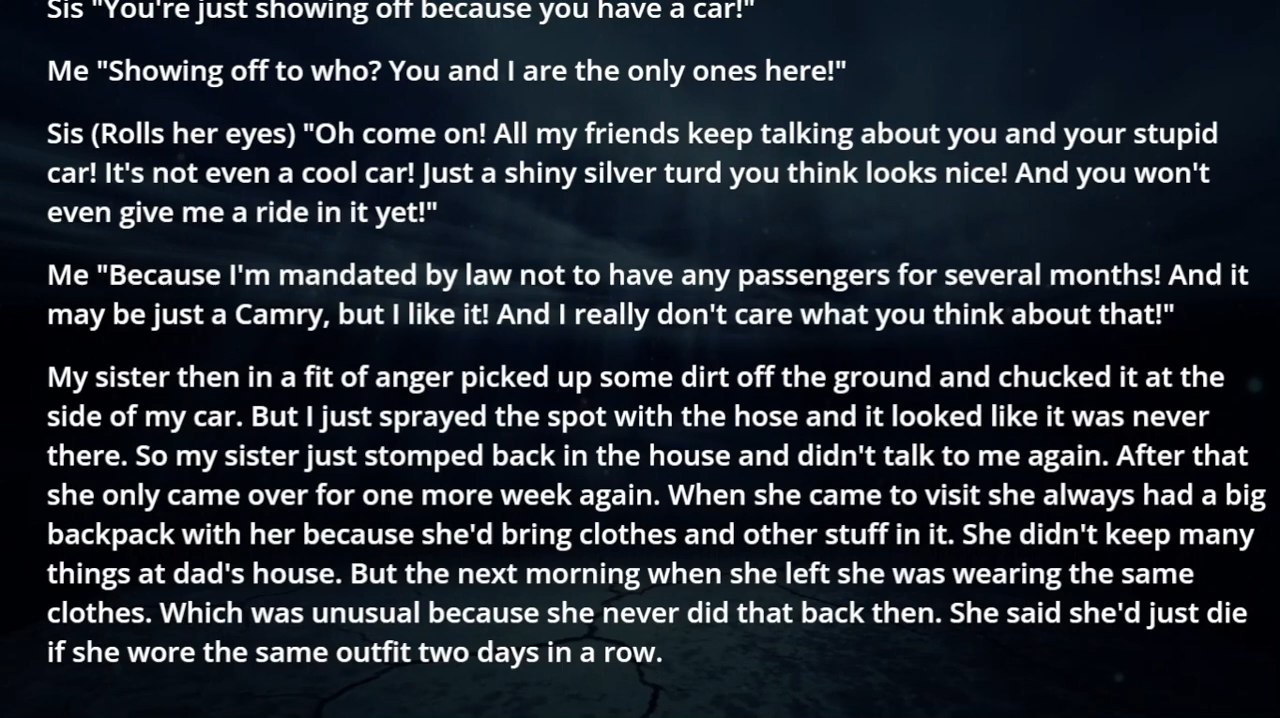 Sis "You're just showing off because you have a car!"
Me "Showing off to who? You and I are the only ones here!"
Sis (Rolls her eyes) "Oh come on! All my friends keep talking about you and your stupid
car! It's not even a cool car! Just a shiny silver turd you think looks nice! And you won't
even give me a ride in it yet!"
Me "Because I'm mandated by law not to have any passengers for several months! And it
may be just a Camry, but I like it! And I really don't care what you think about that!"
My sister then in a fit of anger picked up some dirt off the ground and chucked it at the
side of my car. But I just sprayed the spot with the hose and it looked like it was never
there. So my sister just stomped back in the house and didn't talk to me again. After that
she only came over for one more week again. When she came to visit she always had a big
backpack with her because she'd bring clothes and other stuff in it. She didn't keep many
things at dad's house. But the next morning when she left she was wearing the same
clothes. Which was unusual because she never did that back then. She said she'd just die
if she wore the same outfit two days in a row.